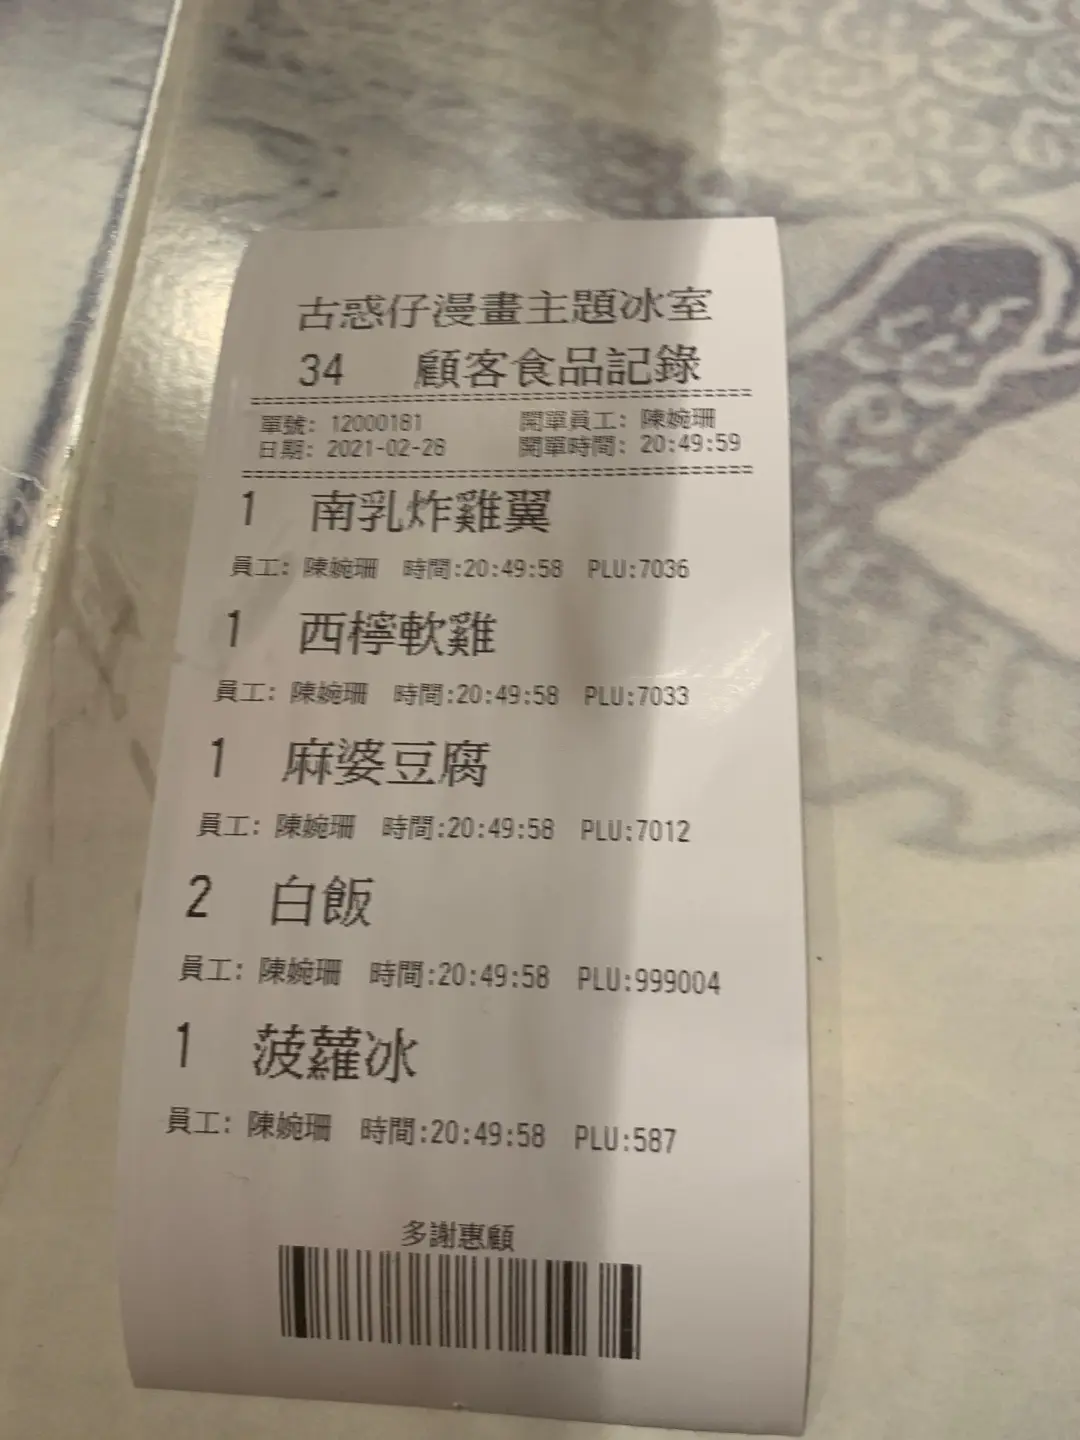 古惑仔漫畫主題冰室
34 顧客食品記錄
單號: 12000181 開單員工: 陳婉珊
日期: 2021-02-28 開單時間: 20:49:59
1 南乳炸雞翼
員工: 陳婉珊 時間:20:49:58 PLU:7036
1 西檸軟雞
員工: 陳婉珊 時間:20:49:58 PLU:7033
1 麻婆豆腐
員工: 陳婉珊 時間:20:49:58 PLU:7012
2 白飯
員工: 陳婉珊 時間:20:49:58 PLU:999004
1 菠蘿冰
員工: 陳婉珊 時間:20:49:58 PLU:587
多謝惠顧